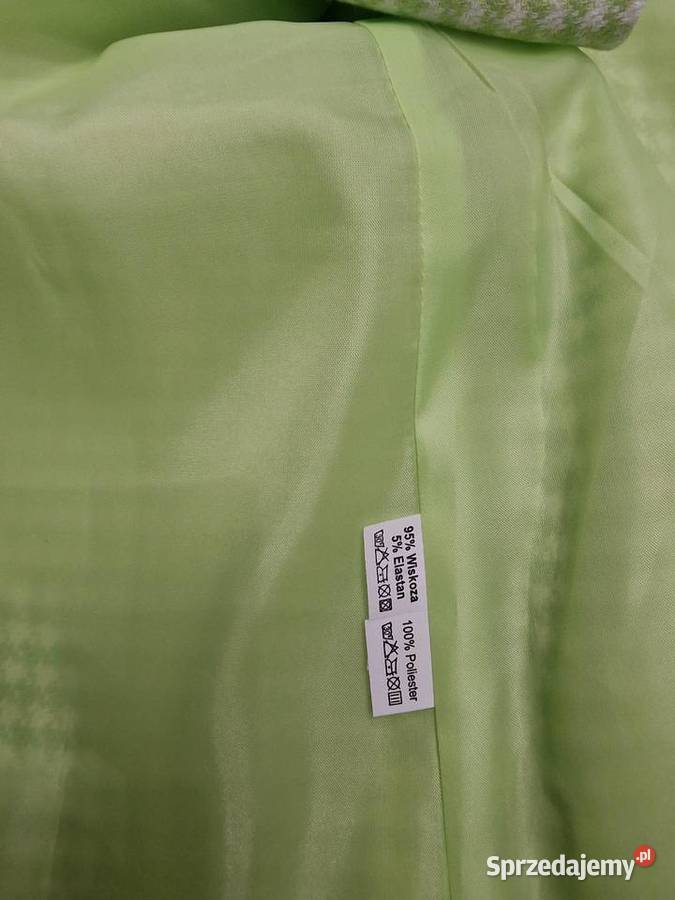 95% Wiskoza
5% Elastan
100% Poliester
Sprzedajemy.pl